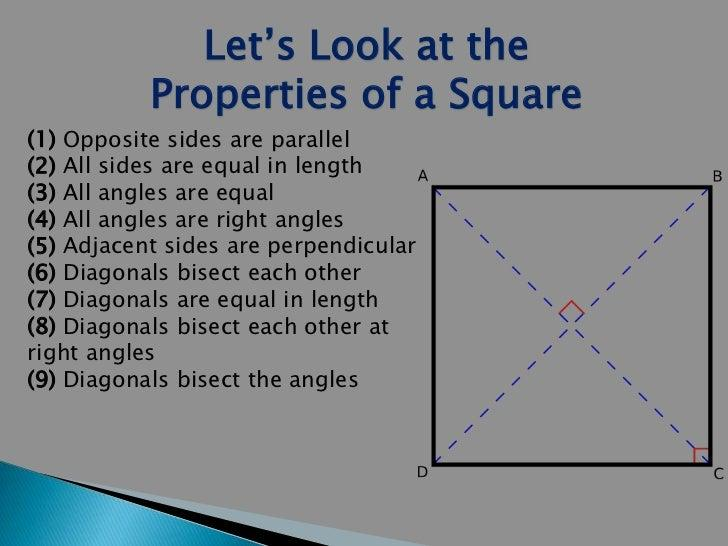 Let's Look at the
Properties of a Square
(1) Opposite sides are parallel
(2) All sides are equal in length
(3) All angles are equal
(4) All angles are right angles
(5) Adjacent sides are perpendicular
(6) Diagonals bisect each other
(7) Diagonals are equal in length
(8) Diagonals bisect each other at
right angles
(9) Diagonals bisect the angles
A
B
D
C